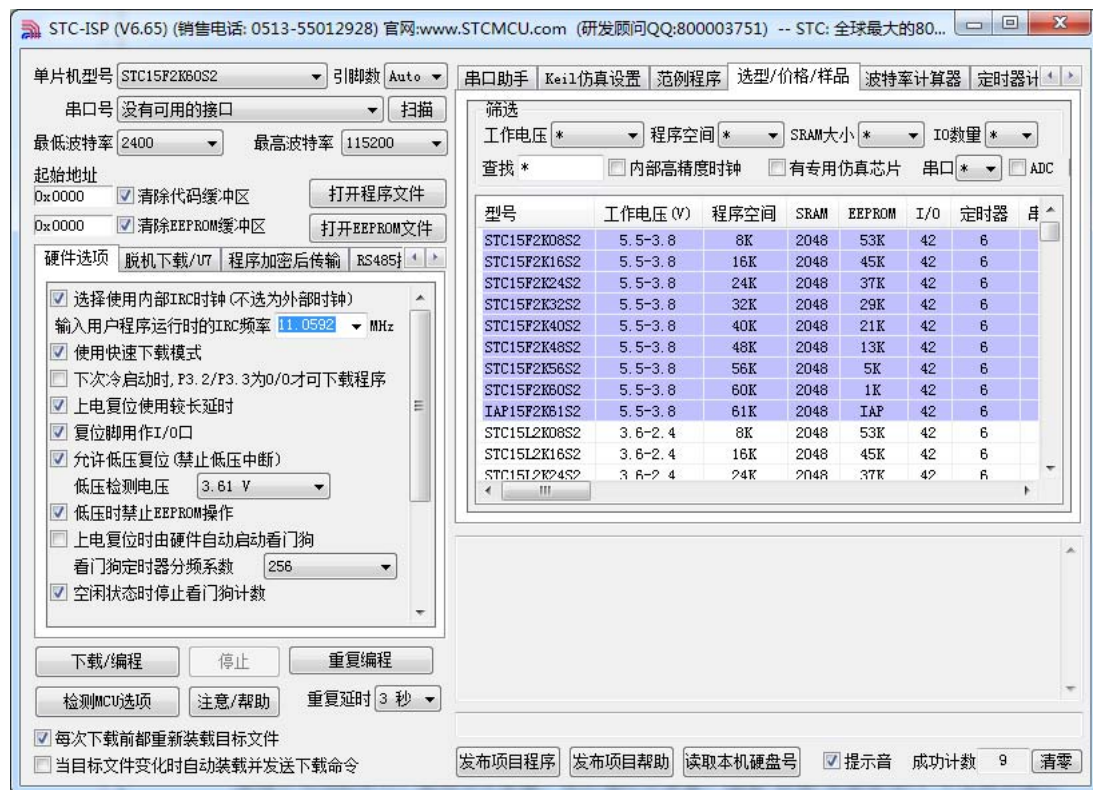 STC-ISP (V6.65) (销售电话: 0513-55012928) 官网:www.STCMCU.com (研发顾问QQ:800003751) -- STC: 全球最大的80...
单片机型号 STC15F2K60S2 引脚数 Auto
串口号 没有可用的接口 扫描
最低波特率 2400 最高波特率 115200
起始地址
0x0000 清除代码缓冲区 打开程序文件
0x0000 清除EEPROM缓冲区 打开EEPROM文件
硬件选项 脱机下载/U7 程序加密后传输 RS485
选择使用内部IRC时钟(不选为外部时钟)
输入用户程序运行时的IRC频率 11.0592 MHz
使用快速下载模式
下次冷启动时,P3.2/P3.3为0/0才可下载程序
上电复位使用较长延时
复位脚用作I/O口
允许低压复位(禁止低压中断)
低压检测电压 3.61 V
低压时禁止EEPROM操作
上电复位时由硬件自动启动看门狗
看门狗定时器分频系数 256
空闲状态时停止看门狗计数
下载/编程 停止 重复编程
检测MCU选项 注意/帮助 重复延时 3 秒
每次下载前都重新装载目标文件
当目标文件变化时自动装载并发送下载命令
串口助手 Keil仿真设置 范例程序 选型/价格/样品 波特率计算器 定时器计
筛选
工作电压 * 程序空间 * SRAM大小 * IO数量 *
查找 * 内部高精度时钟 有专用仿真芯片 串口 * ADC
型号 工作电压(V) 程序空间 SRAM EEPROM I/O 定时器 串
STC15F2K08S2 5.5-3.8 8K 2048 53K 42 6
STC15F2K16S2 5.5-3.8 16K 2048 45K 42 6
STC15F2K24S2 5.5-3.8 24K 2048 37K 42 6
STC15F2K32S2 5.5-3.8 32K 2048 29K 42 6
STC15F2K40S2 5.5-3.8 40K 2048 21K 42 6
STC15F2K48S2 5.5-3.8 48K 2048 13K 42 6
STC15F2K56S2 5.5-3.8 56K 2048 5K 42 6
STC15F2K60S2 5.5-3.8 60K 2048 1K 42 6
IAP15F2K61S2 5.5-3.8 61K 2048 IAP 42 6
STC15L2K08S2 3.6-2.4 8K 2048 53K 42 6
STC15L2K16S2 3.6-2.4 16K 2048 45K 42 6
STC15L2K24S2 3.6-2.4 24K 2048 37K 42 6
发布项目程序 发布项目帮助 读取本机硬盘号 提示音 成功计数 9 清零